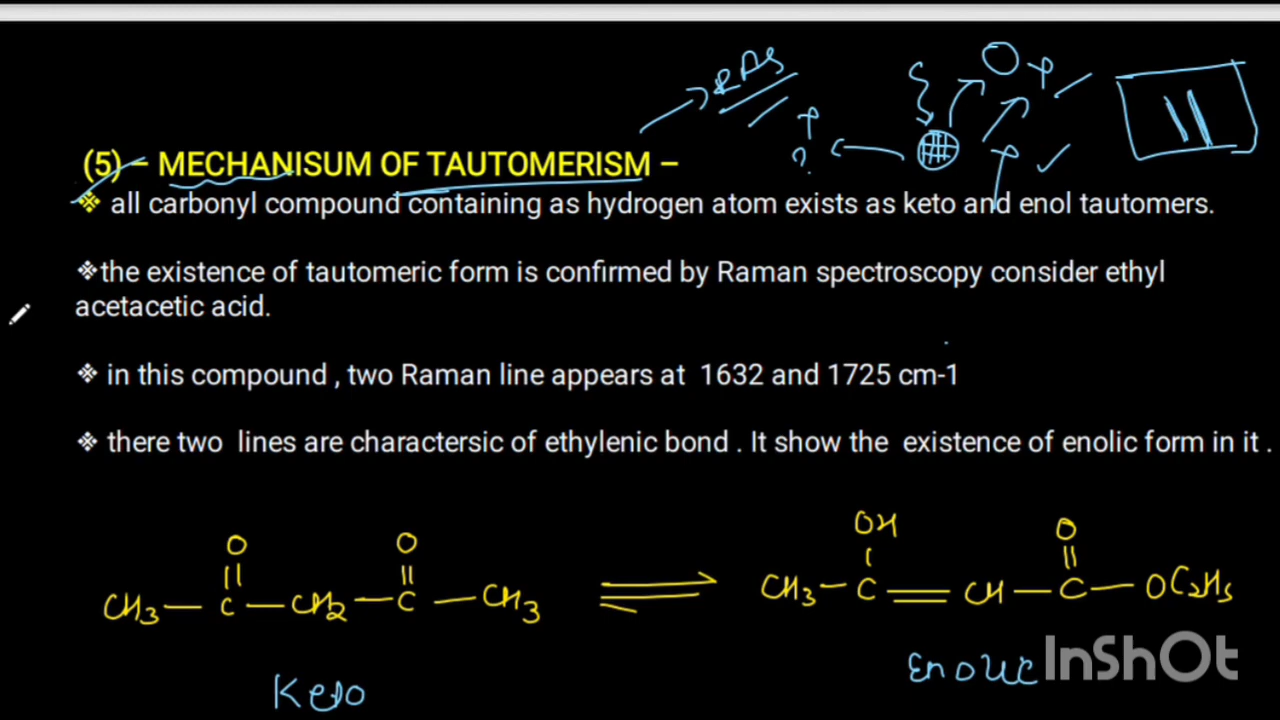 RAS
(5) – MECHANISUM OF TAUTOMERISM –
❖ all carbonyl compound containing as hydrogen atom exists as keto and enol tautomers.
❖the existence of tautomeric form is confirmed by Raman spectroscopy consider ethyl
acetacetic acid.
❖ in this compound , two Raman line appears at 1632 and 1725 cm-1
❖ there two lines are charactersic of ethylenic bond . It show the existence of enolic form in it .
O O OH O
CH3— C —CH2— C —CH3 ⇌ CH3— C = CH — C — OC2H5
Keto
Enolic
InShOt